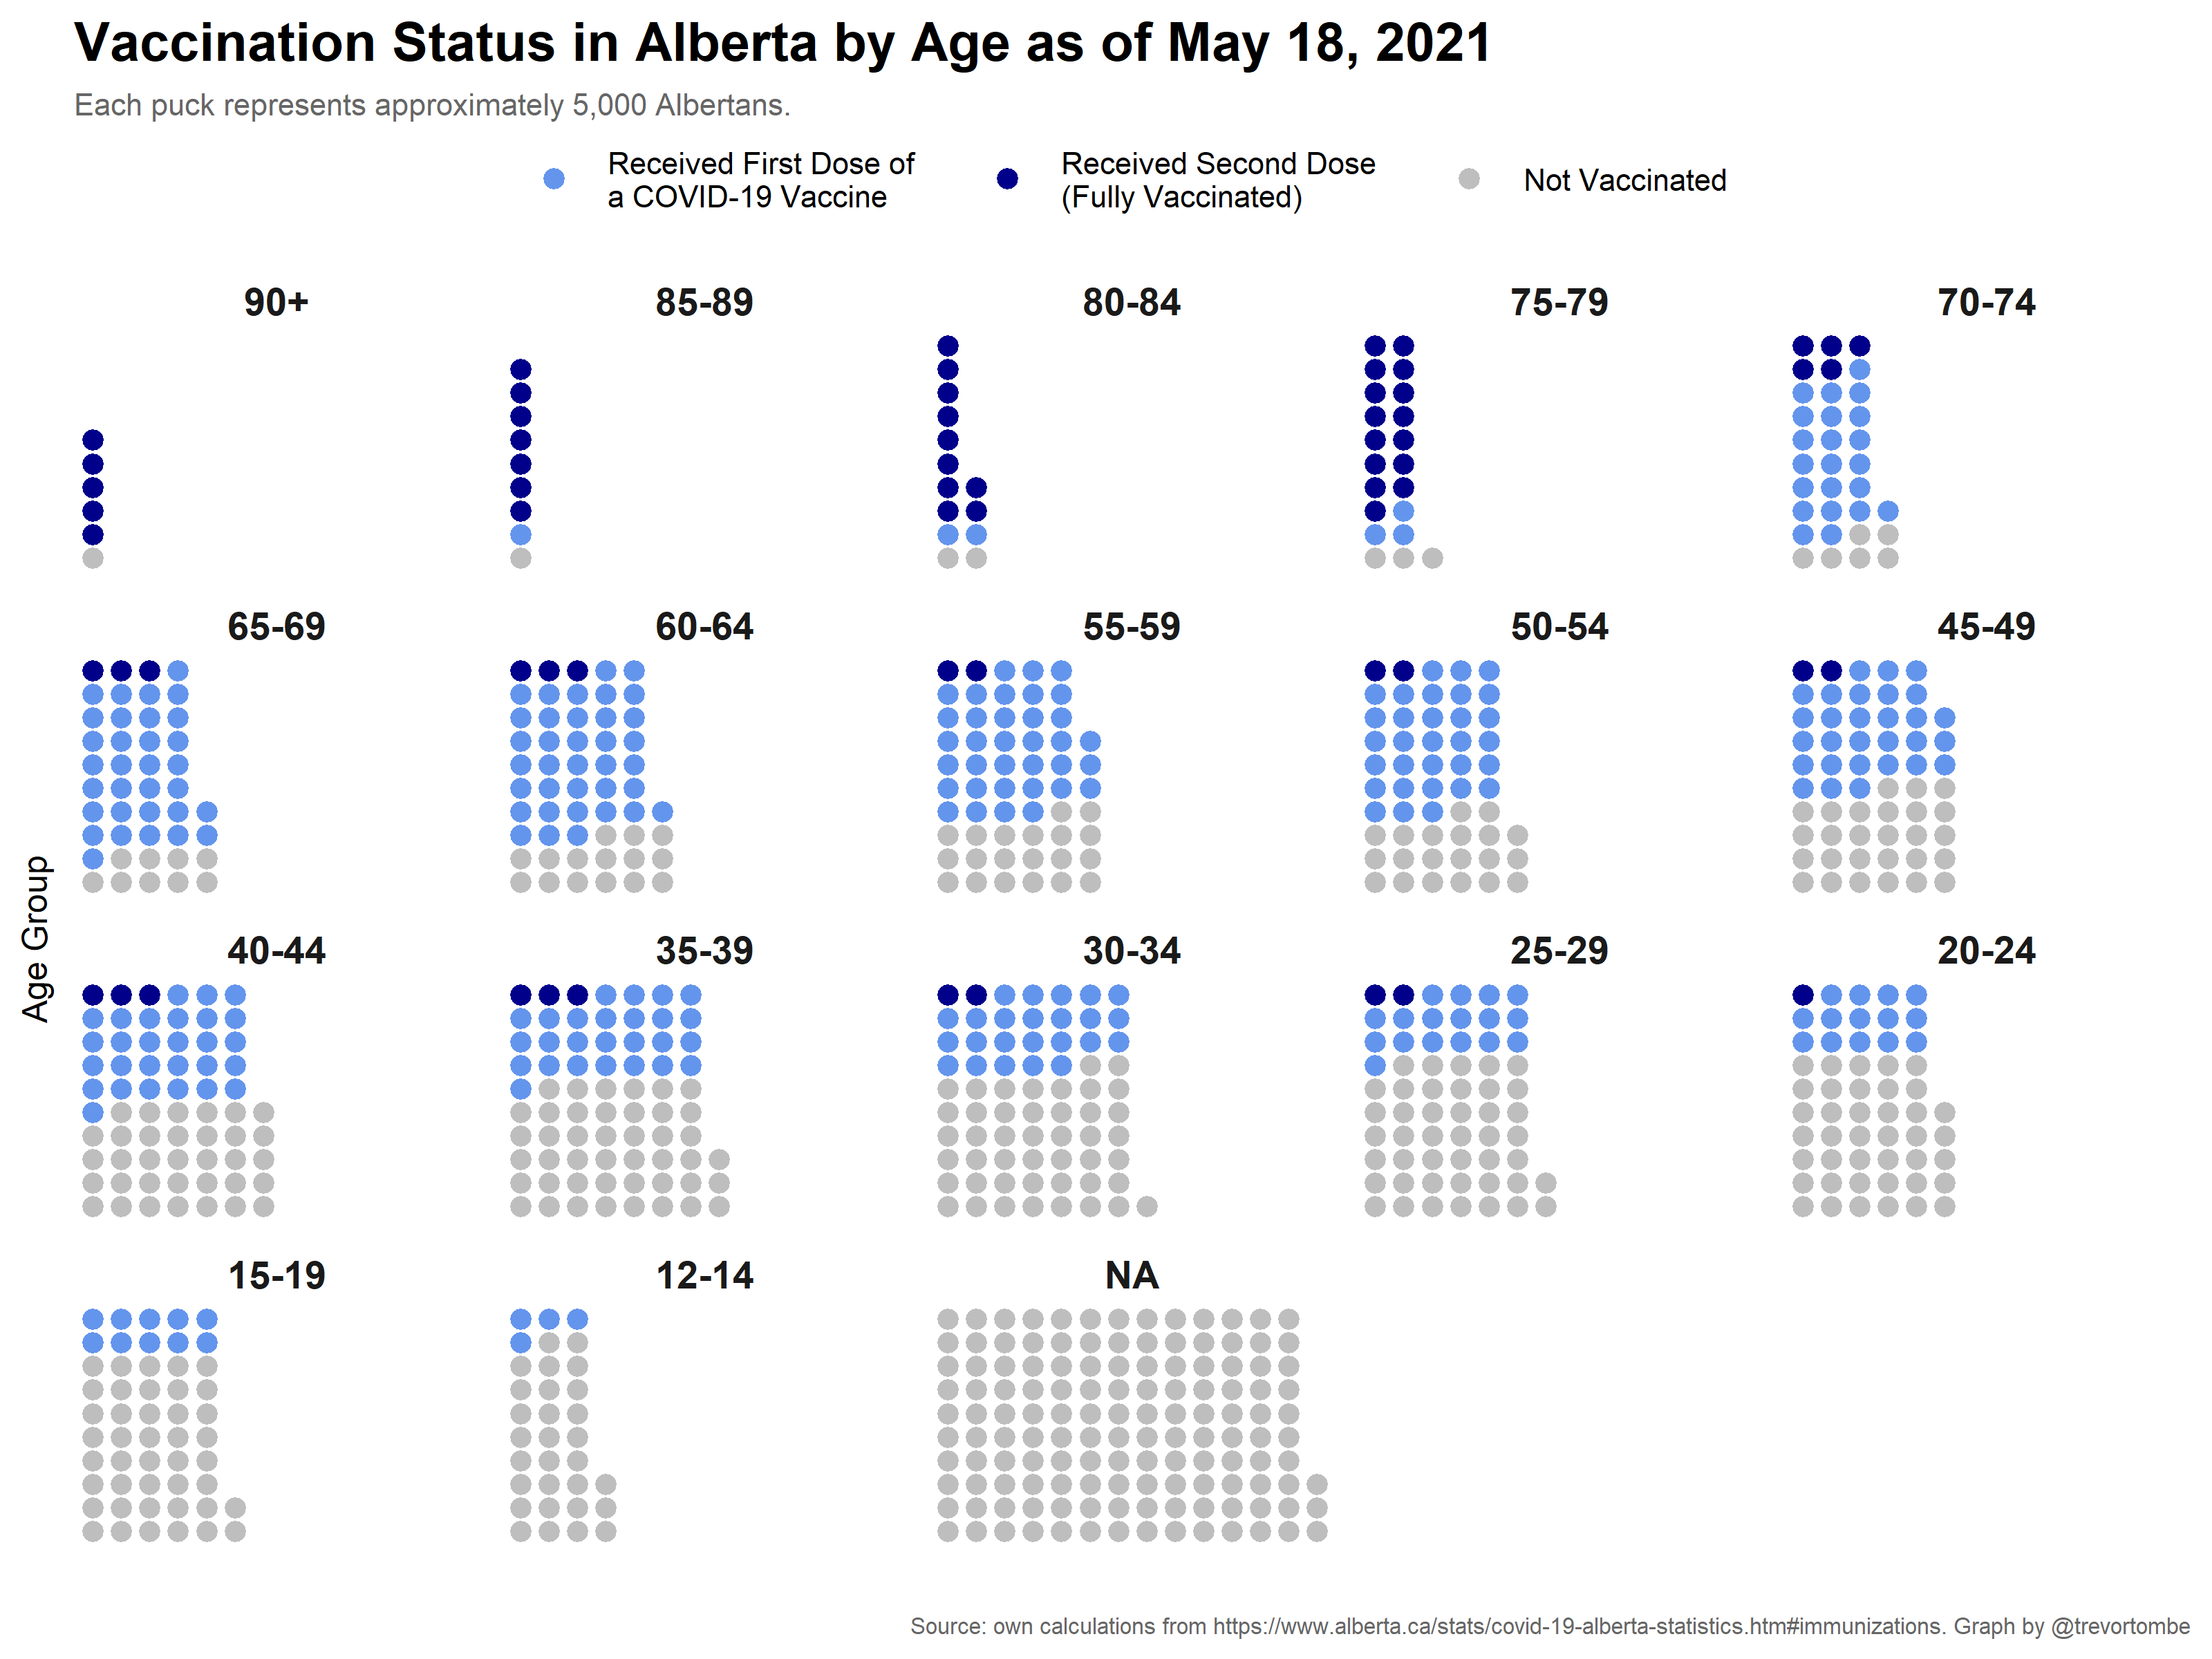 Vaccination Status in Alberta by Age as of May 18, 2021
Each puck represents approximately 5,000 Albertans.
Received First Dose of
a COVID-19 Vaccine
Received Second Dose
(Fully Vaccinated)
Not Vaccinated
90+
85-89
80-84
75-79
70-74
65-69
60-64
55-59
50-54
45-49
Age Group
40-44
35-39
30-34
25-29
20-24
15-19
12-14
NA
Source: own calculations from https://www.alberta.ca/stats/covid-19-alberta-statistics.htm#immunizations. Graph by @trevortombe